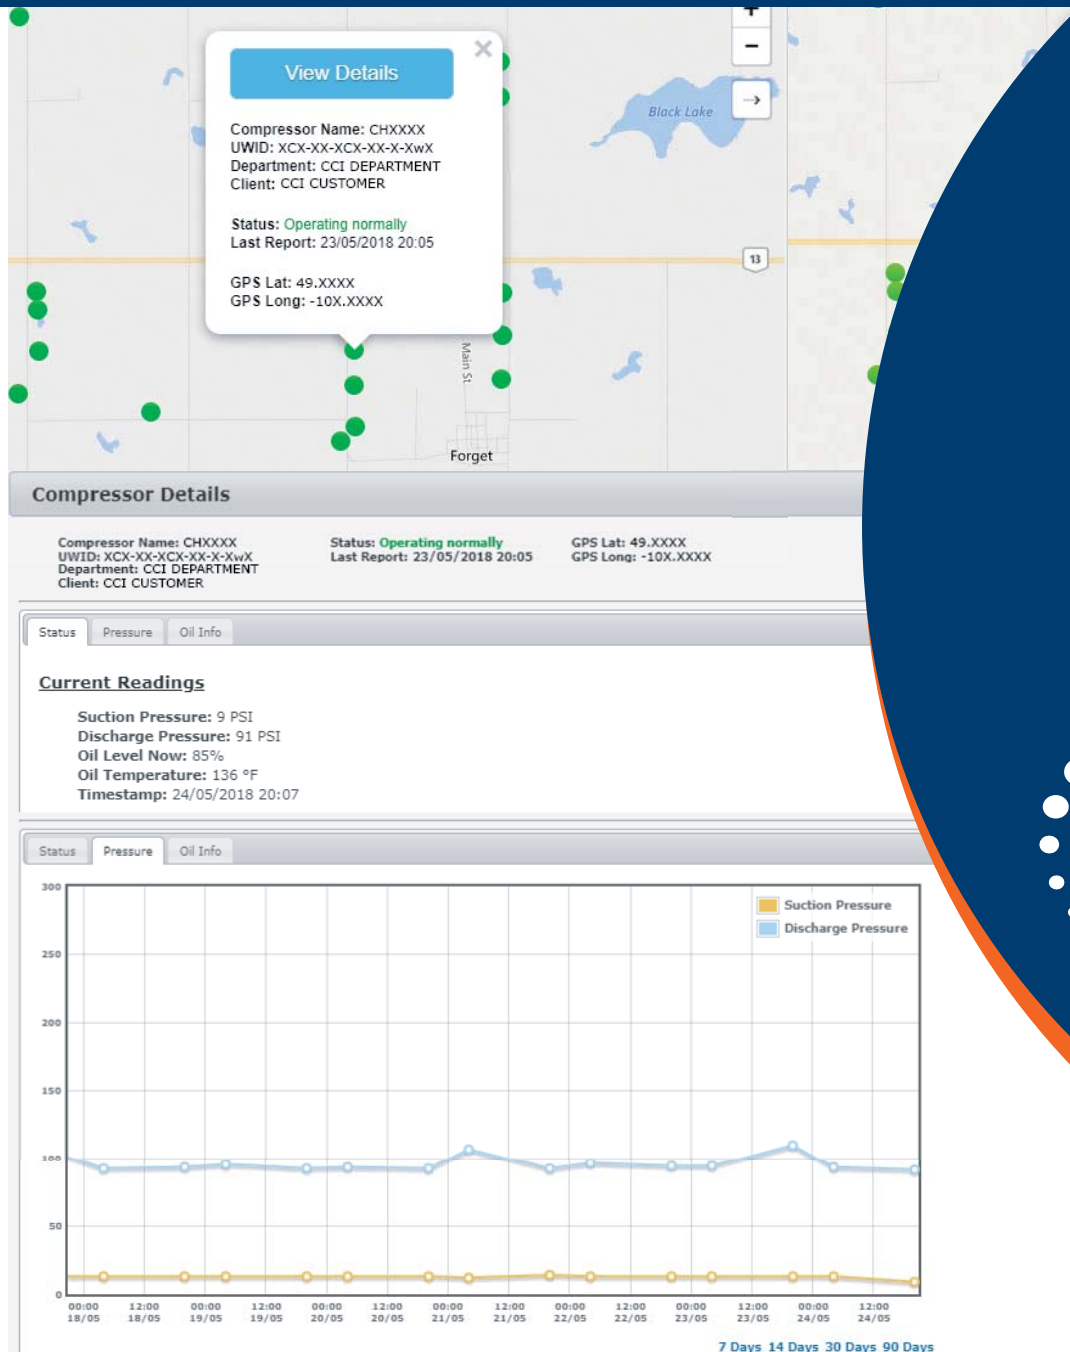 +
−
→
View Details
Compressor Name: CHXXXX
UWID: XCX-XX-XCX-XX-X-XwX
Department: CCI DEPARTMENT
Client: CCI CUSTOMER
Status: Operating normally
Last Report: 23/05/2018 20:05
GPS Lat: 49.XXXX
GPS Long: -10X.XXXX
Black Lake
13
Main St
Forget
Compressor Details
Compressor Name: CHXXXX
UWID: XCX-XX-XCX-XX-X-XwX
Department: CCI DEPARTMENT
Client: CCI CUSTOMER
Status: Operating normally
Last Report: 23/05/2018 20:05
GPS Lat: 49.XXXX
GPS Long: -10X.XXXX
Status Pressure Oil Info
Current Readings
Suction Pressure: 9 PSI
Discharge Pressure: 91 PSI
Oil Level Now: 85%
Oil Temperature: 136 °F
Timestamp: 24/05/2018 20:07
Status Pressure Oil Info
Suction Pressure
Discharge Pressure
300
250
200
150
100
50
0
00:00 12:00 00:00 12:00 00:00 12:00 00:00 12:00 00:00 12:00 00:00 12:00 00:00 12:00
18/05 18/05 19/05 19/05 20/05 20/05 21/05 21/05 22/05 22/05 23/05 23/05 24/05 24/05
7 Days 14 Days 30 Days 90 Days